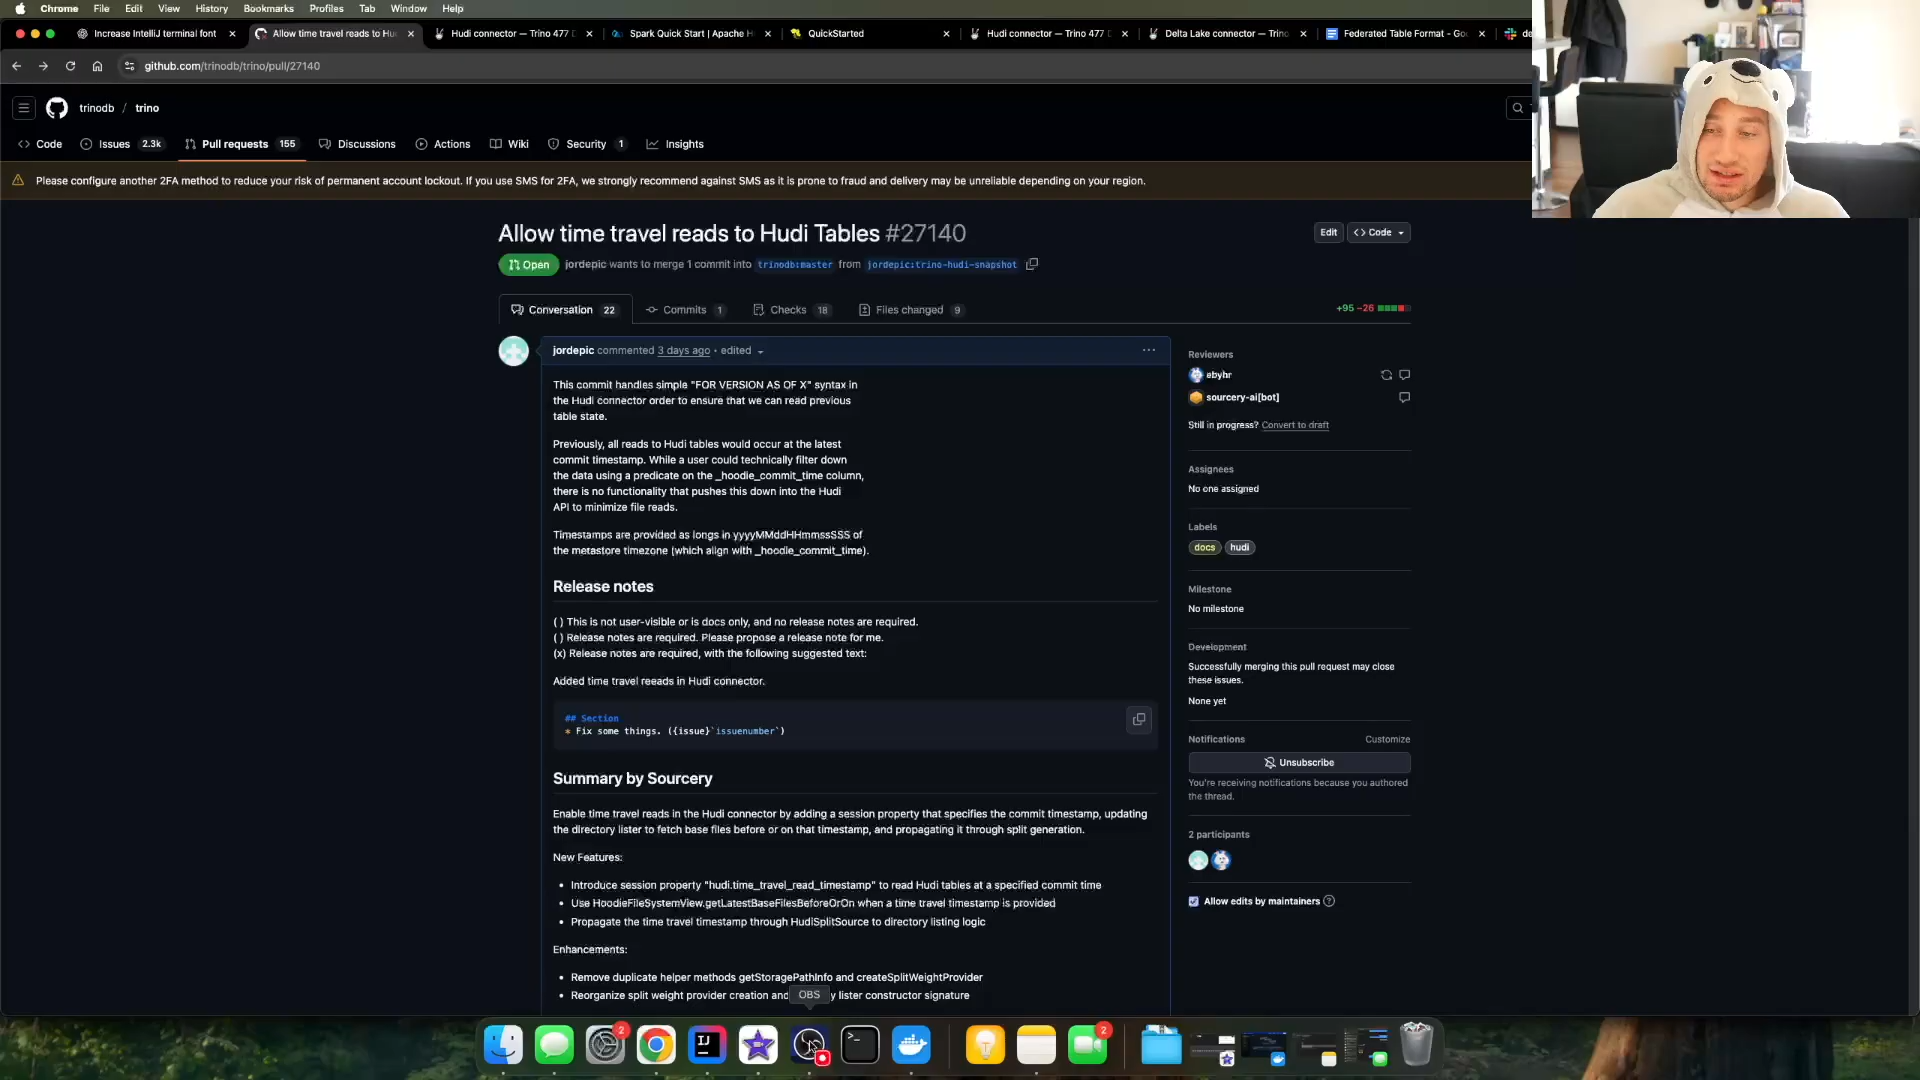 Chrome File Edit View History Bookmarks Profiles Tab Window Help
Increase IntelliJ terminal font
Allow time travel reads to Hu
Hudi connector — Trino 477 D
Spark Quick Start | Apache H
QuickStarted
Hudi connector — Trino 477 D
Delta Lake connector — Trino
Federated Table Format - Go
de
github.com/trinodb/trino/pull/27140
trinodb / trino
Code Issues 2.3k Pull requests 155 Discussions Actions Wiki Security 1 Insights
Please configure another 2FA method to reduce your risk of permanent account lockout. If you use SMS for 2FA, we strongly recommend against SMS as it is prone to fraud and delivery may be unreliable depending on your region.
Allow time travel reads to Hudi Tables #27140
Edit <> Code
Open jordepic wants to merge 1 commit into trinodb:master from jordepic:trino-hudi-snapshot
Conversation 22 Commits 1 Checks 18 Files changed 9
+95 −26
jordepic commented 3 days ago • edited
This commit handles simple "FOR VERSION AS OF X" syntax in
the Hudi connector order to ensure that we can read previous
table state.
Previously, all reads to Hudi tables would occur at the latest
commit timestamp. While a user could technically filter down
the data using a predicate on the _hoodie_commit_time column,
there is no functionality that pushes this down into the Hudi
API to minimize file reads.
Timestamps are provided as longs in yyyyMMddHHmmssSSS of
the metastore timezone (which align with _hoodie_commit_time).
Release notes
( ) This is not user-visible or is docs only, and no release notes are required.
( ) Release notes are required. Please propose a release note for me.
(x) Release notes are required, with the following suggested text:
Added time travel reeads in Hudi connector.
## Section
* Fix some things. ({issue}`issuenumber`)
Summary by Sourcery
Enable time travel reads in the Hudi connector by adding a session property that specifies the commit timestamp, updating
the directory lister to fetch base files before or on that timestamp, and propagating it through split generation.
New Features:
• Introduce session property "hudi.time_travel_read_timestamp" to read Hudi tables at a specified commit time
• Use HoodieFileSystemView.getLatestBaseFilesBeforeOrOn when a time travel timestamp is provided
• Propagate the time travel timestamp through HudiSplitSource to directory listing logic
Enhancements:
• Remove duplicate helper methods getStoragePathInfo and createSplitWeightProvider
• Reorganize split weight provider creation and y lister constructor signature
OBS
Reviewers
ebyhr
sourcery-ai[bot]
Still in progress? Convert to draft
Assignees
No one assigned
Labels
docs hudi
Milestone
No milestone
Development
Successfully merging this pull request may close
these issues.
None yet
Notifications Customize
Unsubscribe
You're receiving notifications because you authored
the thread.
2 participants
Allow edits by maintainers
2
IJ
2